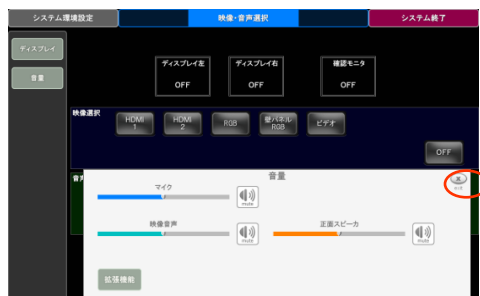 システム環境設定
映像・音声選択
システム終了
ディスプレイ
音量
ディスプレイ左
OFF
ディスプレイ右
OFF
確認モニタ
OFF
映像選択
HDMI
1
HDMI
2
RGB
壁パネル
RGB
ビデオ
OFF
音量
マイク
mute
映像音声
mute
正面スピーカ
mute
拡張機能